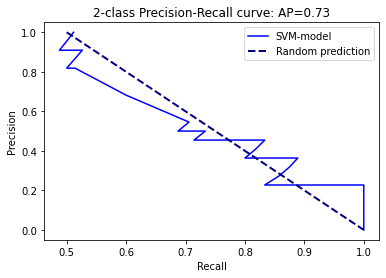 2-class Precision-Recall curve: AP=0.73
SVM-model
Random prediction
Precision
1.0
0.8
0.6
0.4
0.2
0.0
0.5
0.6
0.7
0.8
0.9
1.0
Recall